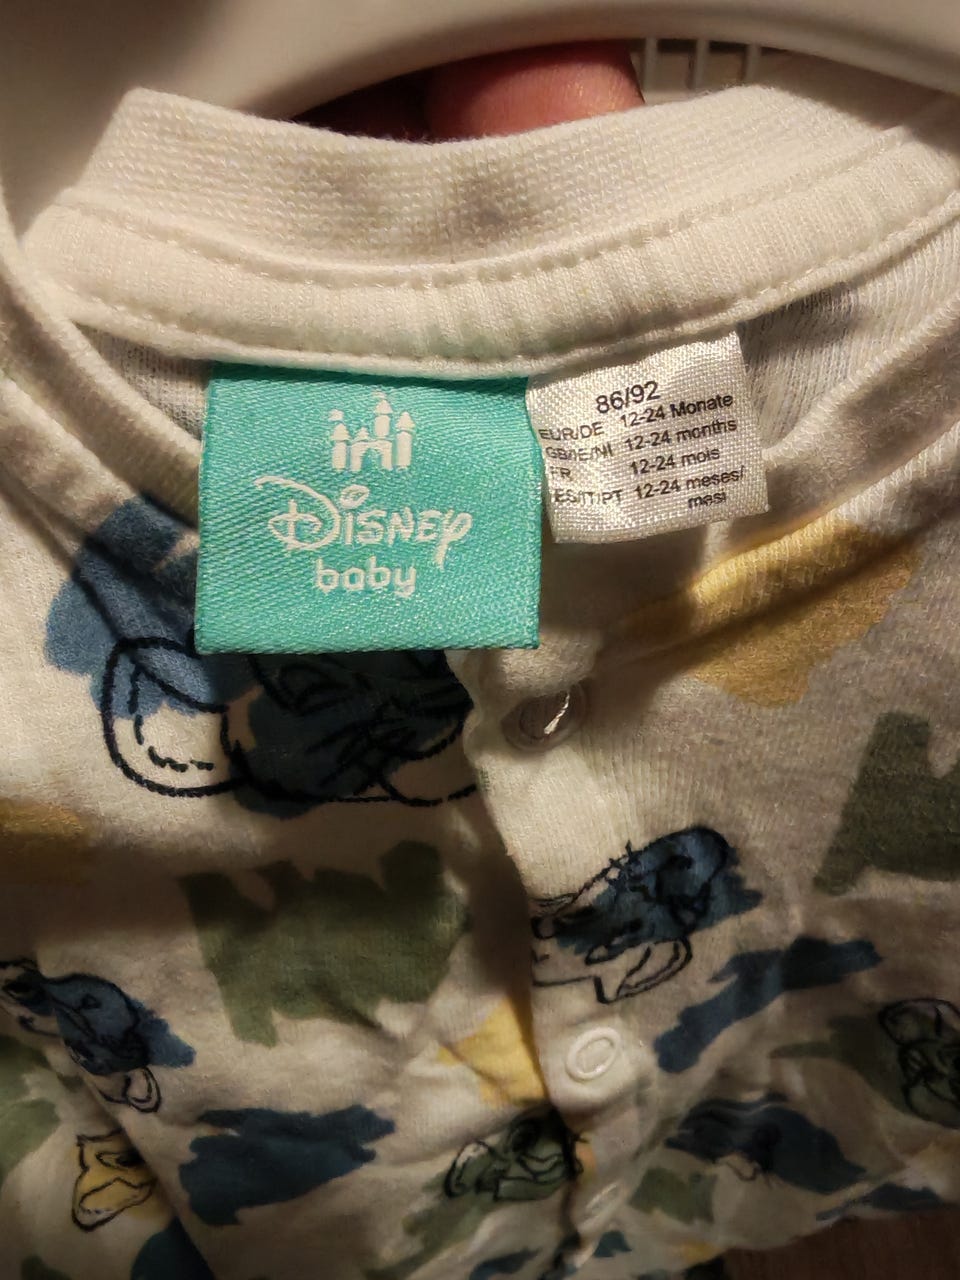 Disney
baby
86/92
EUR/DE 12-24 Monate
GB/IE/NI 12-24 months
FR 12-24 mois
ES/IT/PT 12-24 meses/
mesi